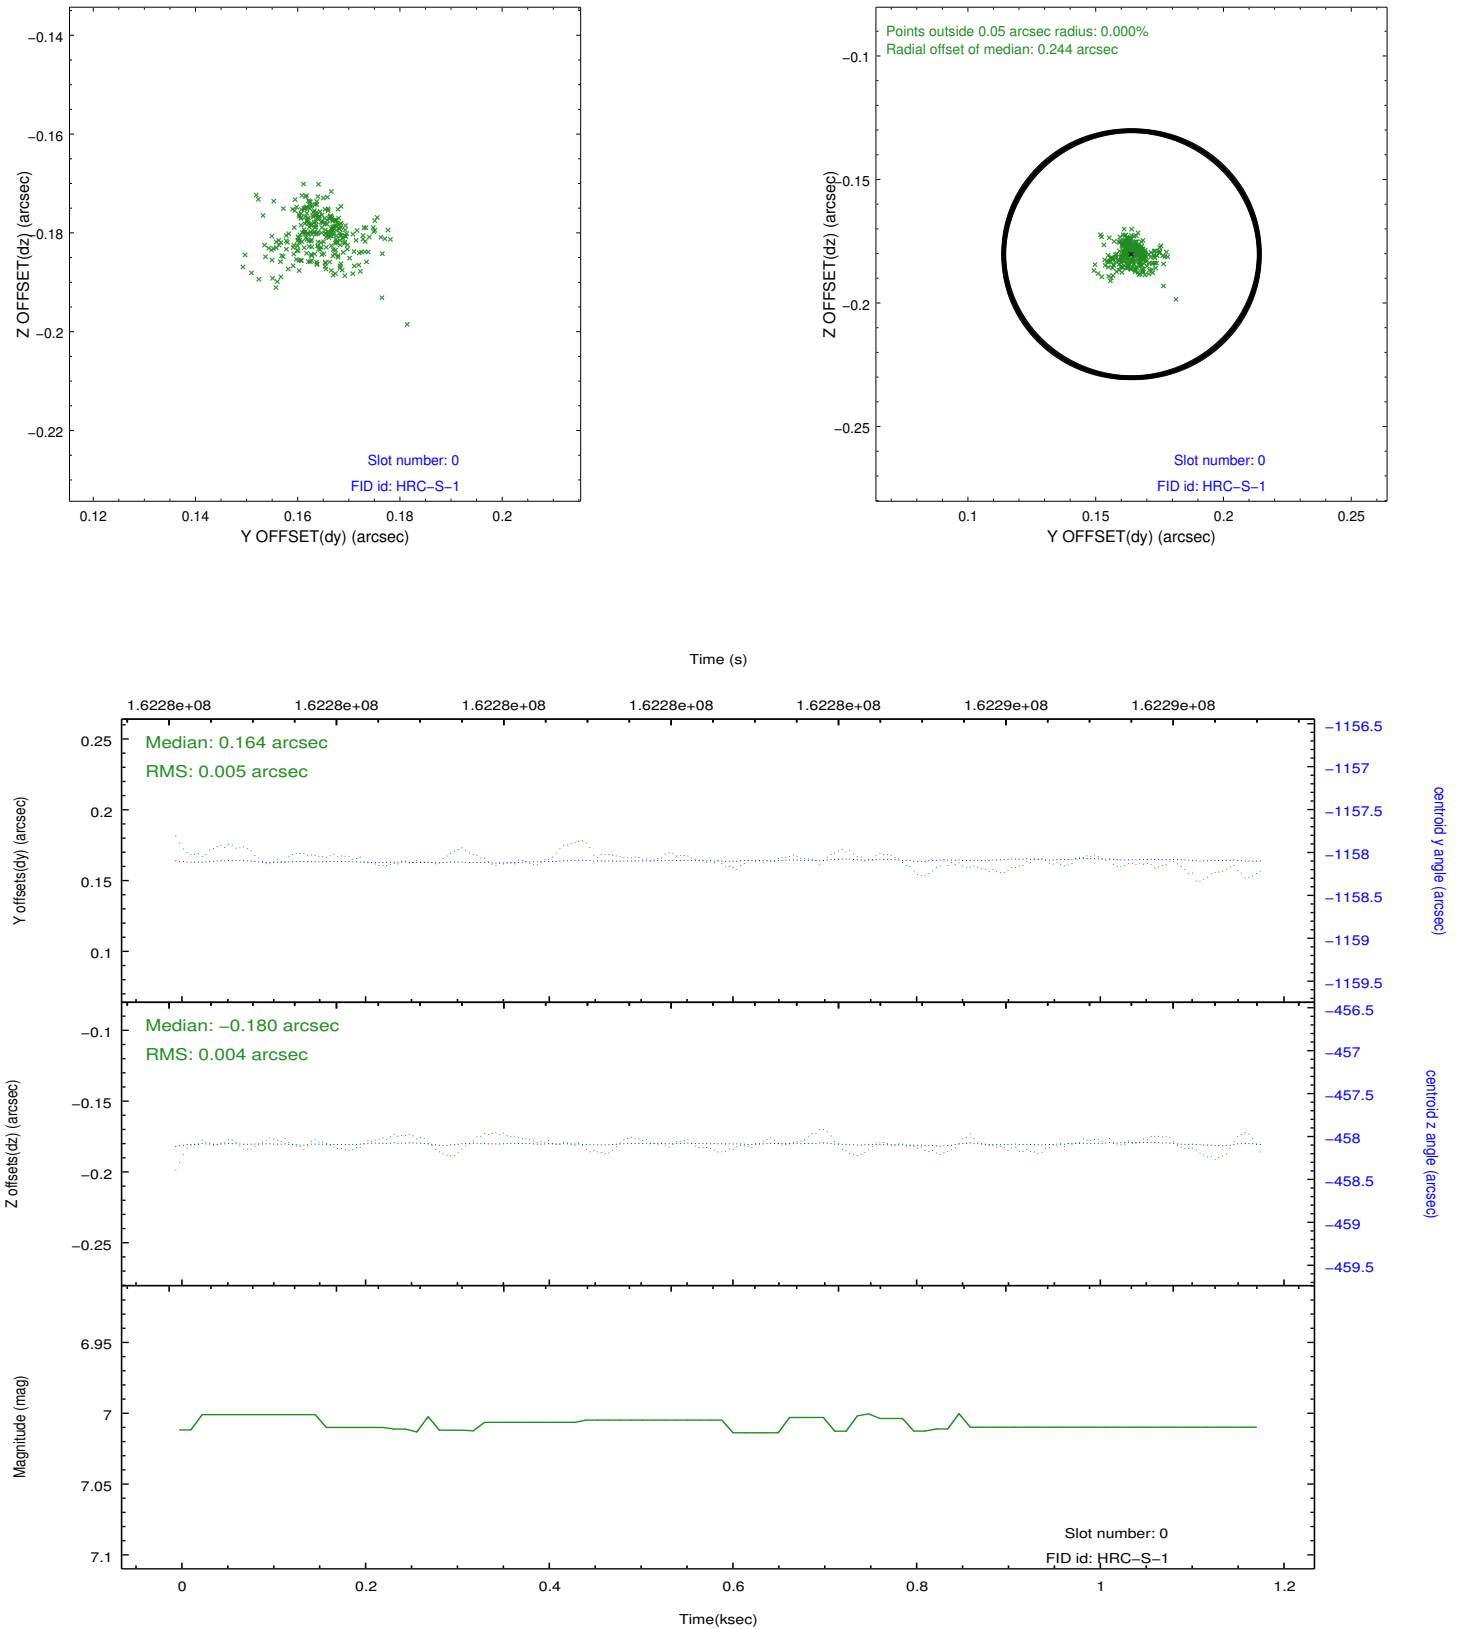 −0.14
−0.16
−0.18
−0.2
−0.22
Z OFFSET(dz) (arcsec)
Slot number: 0
FID id: HRC−S−1
0.12 0.14 0.16 0.18 0.2
Y OFFSET(dy) (arcsec)
Points outside 0.05 arcsec radius: 0.000%
Radial offset of median: 0.244 arcsec
−0.1
−0.15
−0.2
−0.25
Z OFFSET(dz) (arcsec)
Slot number: 0
FID id: HRC−S−1
0.1 0.15 0.2 0.25
Y OFFSET(dy) (arcsec)
Time (s)
1.6228e+08 1.6228e+08 1.6228e+08 1.6228e+08 1.6228e+08 1.6229e+08 1.6229e+08
Median: 0.164 arcsec
RMS: 0.005 arcsec
0.25
0.2
0.15
0.1
Y offsets(dy) (arcsec)
−1156.5
−1157
−1157.5
−1158
−1158.5
−1159
−1159.5
centroid y angle (arcsec)
Median: −0.180 arcsec
RMS: 0.004 arcsec
−0.1
−0.15
−0.2
−0.25
Z offsets(dz) (arcsec)
−456.5
−457
−457.5
−458
−458.5
−459
−459.5
centroid z angle (arcsec)
6.95
7
7.05
7.1
Magnitude (mag)
Slot number: 0
FID id: HRC−S−1
0 0.2 0.4 0.6 0.8 1 1.2
Time(ksec)